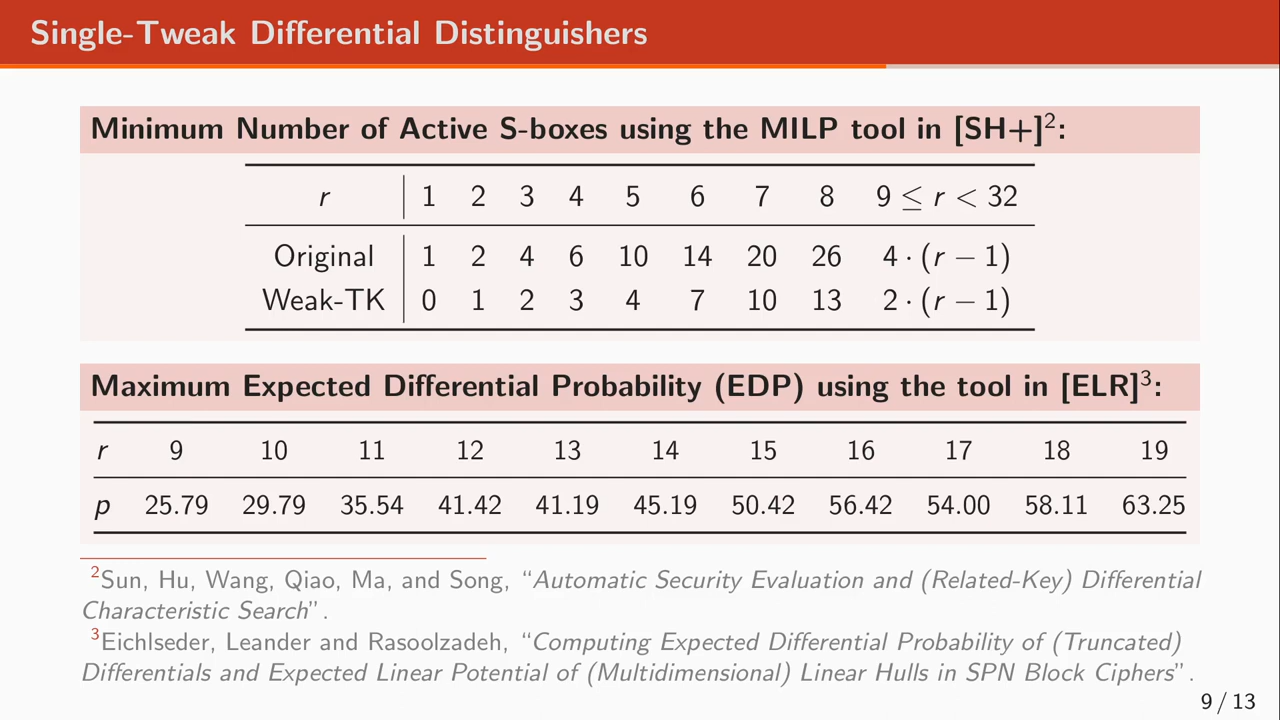 Single-Tweak Differential Distinguishers
Minimum Number of Active S-boxes using the MILP tool in [SH+]²:
r 1 2 3 4 5 6 7 8 9 ≤ r < 32
Original 1 2 4 6 10 14 20 26 4 · (r − 1)
Weak-TK 0 1 2 3 4 7 10 13 2 · (r − 1)
Maximum Expected Differential Probability (EDP) using the tool in [ELR]³:
r 9 10 11 12 13 14 15 16 17 18 19
p 25.79 29.79 35.54 41.42 41.19 45.19 50.42 56.42 54.00 58.11 63.25
²Sun, Hu, Wang, Qiao, Ma, and Song, “Automatic Security Evaluation and (Related-Key) Differential
Characteristic Search”.
³Eichlseder, Leander and Rasoolzadeh, “Computing Expected Differential Probability of (Truncated)
Differentials and Expected Linear Potential of (Multidimensional) Linear Hulls in SPN Block Ciphers”.
9 / 13